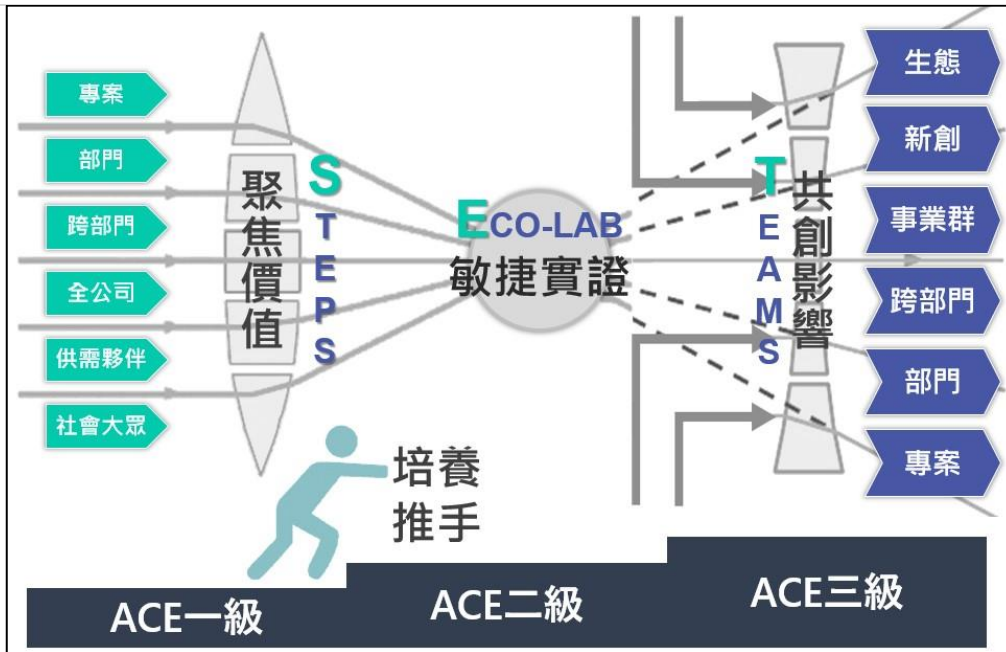 專案
部門
跨部門
全公司
供需夥伴
社會大眾
聚焦價值
STEPS
ECO-LAB
敏捷實證
TEAMS
共創影響
生態
新創
事業群
跨部門
部門
專案
培養
推手
ACE一級
ACE二級
ACE三級